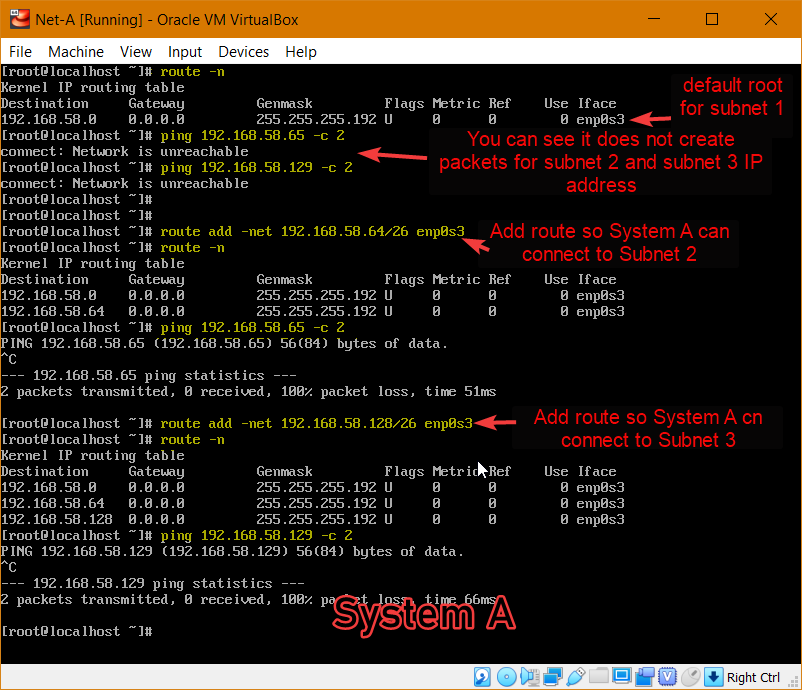 Net-A [Running] - Oracle VM VirtualBox
File Machine View Input Devices Help
[root@localhost ~]# route -n
Kernel IP routing table
Destination Gateway Genmask Flags Metric Ref Use Iface
192.168.58.0 0.0.0.0 255.255.255.192 U 0 0 0 enp0s3
default root
for subnet 1
[root@localhost ~]# ping 192.168.58.65 -c 2
connect: Network is unreachable
[root@localhost ~]# ping 192.168.58.129 -c 2
connect: Network is unreachable
You can see it does not create
packets for subnet 2 and subnet 3 IP
address
[root@localhost ~]#
[root@localhost ~]#
[root@localhost ~]# route add -net 192.168.58.64/26 enp0s3
Add route so System A can
connect to Subnet 2
[root@localhost ~]# route -n
Kernel IP routing table
Destination Gateway Genmask Flags Metric Ref Use Iface
192.168.58.0 0.0.0.0 255.255.255.192 U 0 0 0 enp0s3
192.168.58.64 0.0.0.0 255.255.255.192 U 0 0 0 enp0s3
[root@localhost ~]# ping 192.168.58.65 -c 2
PING 192.168.58.65 (192.168.58.65) 56(84) bytes of data.
^C
--- 192.168.58.65 ping statistics ---
2 packets transmitted, 0 received, 100% packet loss, time 51ms
[root@localhost ~]# route add -net 192.168.58.128/26 enp0s3
Add route so System A cn
connect to Subnet 3
[root@localhost ~]# route -n
Kernel IP routing table
Destination Gateway Genmask Flags Metric Ref Use Iface
192.168.58.0 0.0.0.0 255.255.255.192 U 0 0 0 enp0s3
192.168.58.64 0.0.0.0 255.255.255.192 U 0 0 0 enp0s3
192.168.58.128 0.0.0.0 255.255.255.192 U 0 0 0 enp0s3
[root@localhost ~]# ping 192.168.58.129 -c 2
PING 192.168.58.129 (192.168.58.129) 56(84) bytes of data.
^C
--- 192.168.58.129 ping statistics ---
2 packets transmitted, 0 received, 100% packet loss, time 66ms
System A
[root@localhost ~]#
Right Ctrl